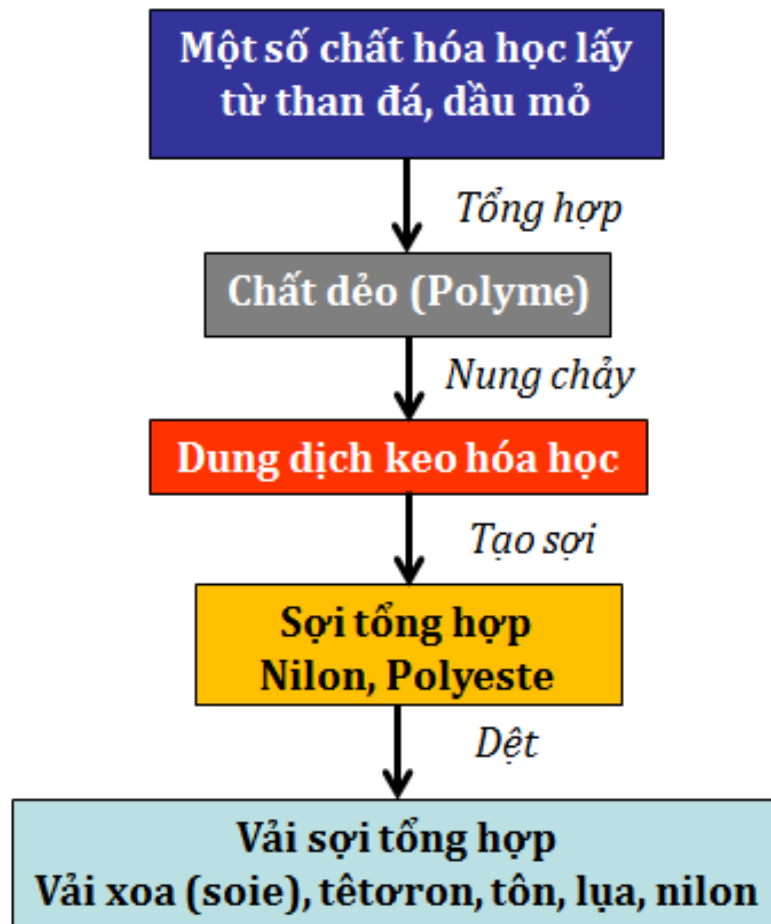 Một số chất hóa học lấy
từ than đá, dầu mỏ
Tổng hợp
Chất dẻo (Polyme)
Nung chảy
Dung dịch keo hóa học
Tạo sợi
Sợi tổng hợp
Nilon, Polyeste
Dệt
Vải sợi tổng hợp
Vải xoa (soie), têtơron, tôn, lụa, nilon